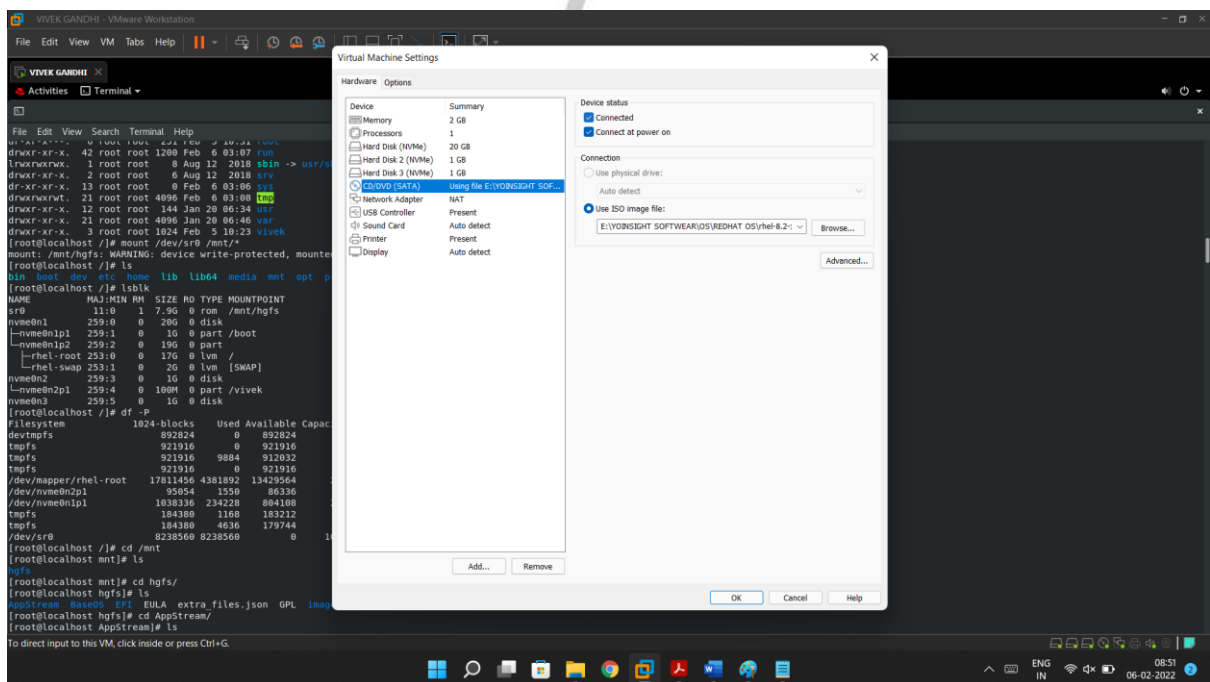 VIVEK GANDHI - VMware Workstation
File Edit View VM Tabs Help
VIVEK GANDHI
Activities Terminal
File Edit View Search Terminal Help
drwxr-xr-x. 42 root root 1200 Feb 6 03:07 run
lrwxrwxrwx. 1 root root 8 Aug 12 2018 sbin -> usr/s
drwxr-xr-x. 2 root root 6 Aug 12 2018 srv
dr-xr-xr-x. 13 root root 0 Feb 6 03:06 sys
drwxrwxrwt. 21 root root 4096 Feb 6 03:08 tmp
drwxr-xr-x. 12 root root 144 Jan 20 06:34 usr
drwxr-xr-x. 21 root root 4096 Jan 20 06:46 var
drwxr-xr-x. 3 root root 1024 Feb 5 10:23 vivek
[root@localhost /]# mount /dev/sr0 /mnt/*
mount: /mnt/hgfs: WARNING: device write-protected, mounte
[root@localhost /]# ls
bin boot dev etc home lib lib64 media mnt opt p
[root@localhost /]# lsblk
NAME MAJ:MIN RM SIZE RO TYPE MOUNTPOINT
sr0 11:0 1 7.9G 0 rom /mnt/hgfs
nvme0n1 259:0 0 20G 0 disk
├─nvme0n1p1 259:1 0 1G 0 part /boot
└─nvme0n1p2 259:2 0 19G 0 part
├─rhel-root 253:0 0 17G 0 lvm /
└─rhel-swap 253:1 0 2G 0 lvm [SWAP]
nvme0n2 259:3 0 1G 0 disk
└─nvme0n2p1 259:4 0 100M 0 part /vivek
nvme0n3 259:5 0 1G 0 disk
[root@localhost /]# df -P
Filesystem 1024-blocks Used Available Capac
devtmpfs 892824 0 892824
tmpfs 921916 0 921916
tmpfs 921916 9884 912032
tmpfs 921916 0 921916
/dev/mapper/rhel-root 17811456 4381892 13429564
/dev/nvme0n2p1 95054 1550 86336
/dev/nvme0n1p1 1038336 234228 804108
tmpfs 184380 1168 183212
tmpfs 184380 4636 179744
/dev/sr0 8238560 8238560 0 1
[root@localhost /]# cd /mnt
[root@localhost mnt]# ls
hgfs
[root@localhost mnt]# cd hgfs/
[root@localhost hgfs]# ls
AppStream BaseOS EFI EULA extra_files.json GPL imag
[root@localhost hgfs]# cd AppStream/
[root@localhost AppStream]# ls
Virtual Machine Settings
Hardware Options
Device Summary
Memory 2 GB
Processors 1
Hard Disk (NVMe) 20 GB
Hard Disk 2 (NVMe) 1 GB
Hard Disk 3 (NVMe) 1 GB
CD/DVD (SATA) Using file E:\YOINSIGHT SOF...
Network Adapter NAT
USB Controller Present
Sound Card Auto detect
Printer Present
Display Auto detect
Add... Remove
Device status
Connected
Connect at power on
Connection
Use physical drive:
Auto detect
Use ISO image file:
E:\YOINSIGHT SOFTWEAR\OS\REDHAT OS\rhel-8.2-: Browse...
Advanced...
OK Cancel Help
To direct input to this VM, click inside or press Ctrl+G.
ENG
IN
08:51
06-02-2022
2